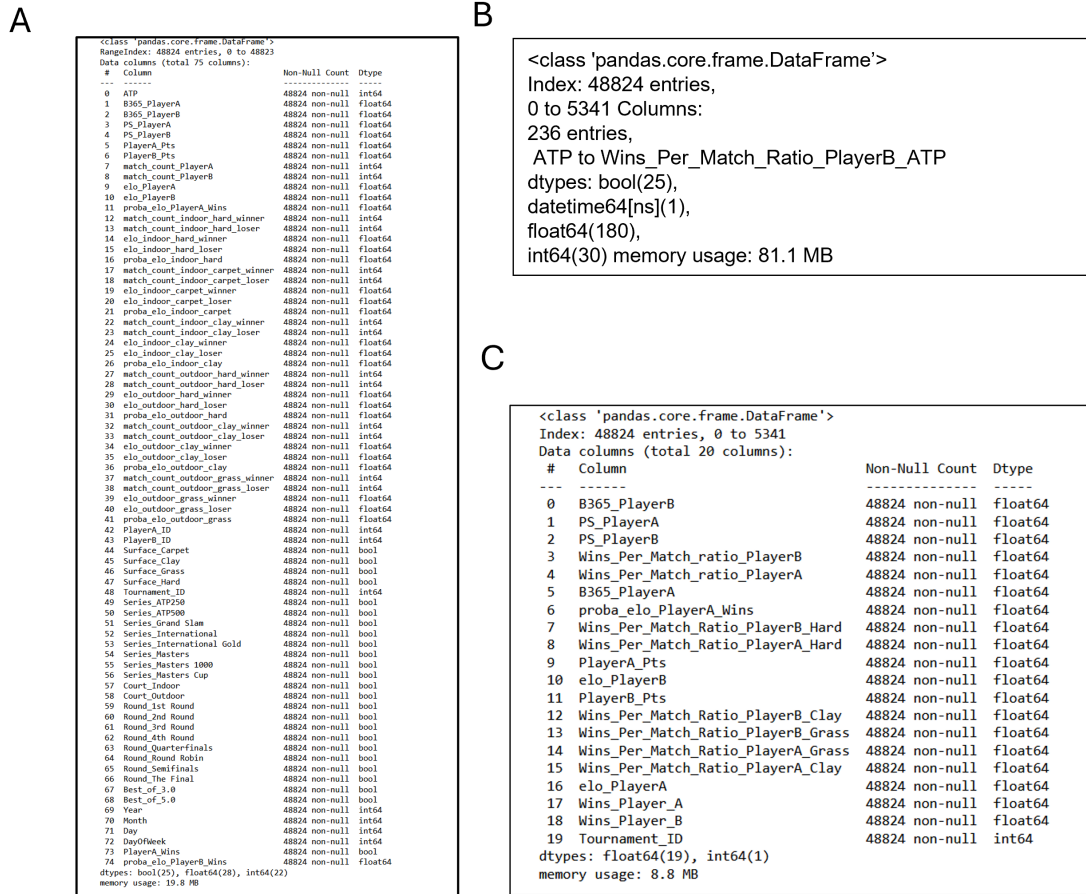 A
<class 'pandas.core.frame.DataFrame'>
RangeIndex: 48824 entries, 0 to 48823
Data columns (total 75 columns):
# Column Non-Null Count Dtype
--- ------ -------------- -----
0 ATP 48824 non-null int64
1 B365_PlayerA 48824 non-null float64
2 B365_PlayerB 48824 non-null float64
3 PS_PlayerA 48824 non-null float64
4 PS_PlayerB 48824 non-null float64
5 PlayerA_Pts 48824 non-null float64
6 PlayerB_Pts 48824 non-null float64
7 match_count_PlayerA 48824 non-null int64
8 match_count_PlayerB 48824 non-null int64
9 elo_PlayerA 48824 non-null float64
10 elo_PlayerB 48824 non-null float64
11 proba_elo_PlayerA_Wins 48824 non-null float64
12 match_count_indoor_hard_winner 48824 non-null int64
13 match_count_indoor_hard_loser 48824 non-null int64
14 elo_indoor_hard_winner 48824 non-null float64
15 elo_indoor_hard_loser 48824 non-null float64
16 proba_elo_indoor_hard 48824 non-null float64
17 match_count_indoor_carpet_winner 48824 non-null int64
18 match_count_indoor_carpet_loser 48824 non-null int64
19 elo_indoor_carpet_winner 48824 non-null float64
20 elo_indoor_carpet_loser 48824 non-null float64
21 proba_elo_indoor_carpet 48824 non-null float64
22 match_count_indoor_clay_winner 48824 non-null int64
23 match_count_indoor_clay_loser 48824 non-null int64
24 elo_indoor_clay_winner 48824 non-null float64
25 elo_indoor_clay_loser 48824 non-null float64
26 proba_elo_indoor_clay 48824 non-null float64
27 match_count_outdoor_hard_winner 48824 non-null int64
28 match_count_outdoor_hard_loser 48824 non-null int64
29 elo_outdoor_hard_winner 48824 non-null float64
30 elo_outdoor_hard_loser 48824 non-null float64
31 proba_elo_outdoor_hard 48824 non-null float64
32 match_count_outdoor_clay_winner 48824 non-null int64
33 match_count_outdoor_clay_loser 48824 non-null int64
34 elo_outdoor_clay_winner 48824 non-null float64
35 elo_outdoor_clay_loser 48824 non-null float64
36 proba_elo_outdoor_clay 48824 non-null float64
37 match_count_outdoor_grass_winner 48824 non-null int64
38 match_count_outdoor_grass_loser 48824 non-null int64
39 elo_outdoor_grass_winner 48824 non-null float64
40 elo_outdoor_grass_loser 48824 non-null float64
41 proba_elo_outdoor_grass 48824 non-null float64
42 PlayerA_ID 48824 non-null int64
43 PlayerB_ID 48824 non-null int64
44 Surface_Carpet 48824 non-null bool
45 Surface_Clay 48824 non-null bool
46 Surface_Grass 48824 non-null bool
47 Surface_Hard 48824 non-null bool
48 Tournament_ID 48824 non-null int64
49 Series_ATP250 48824 non-null bool
50 Series_ATP500 48824 non-null bool
51 Series_Grand Slam 48824 non-null bool
52 Series_International 48824 non-null bool
53 Series_International Gold 48824 non-null bool
54 Series_Masters 48824 non-null bool
55 Series_Masters 1000 48824 non-null bool
56 Series_Masters Cup 48824 non-null bool
57 Court_Indoor 48824 non-null bool
58 Court_Outdoor 48824 non-null bool
59 Round_1st Round 48824 non-null bool
60 Round_2nd Round 48824 non-null bool
61 Round_3rd Round 48824 non-null bool
62 Round_4th Round 48824 non-null bool
63 Round_Quarterfinals 48824 non-null bool
64 Round_Round Robin 48824 non-null bool
65 Round_Semifinals 48824 non-null bool
66 Round_The Final 48824 non-null bool
67 Best_of_3.0 48824 non-null bool
68 Best_of_5.0 48824 non-null bool
69 Year 48824 non-null int64
70 Month 48824 non-null int64
71 Day 48824 non-null int64
72 DayOfWeek 48824 non-null int64
73 PlayerA_Wins 48824 non-null bool
74 proba_elo_PlayerB_Wins 48824 non-null float64
dtypes: bool(25), float64(28), int64(22)
memory usage: 19.8 MB
B
<class 'pandas.core.frame.DataFrame’>
Index: 48824 entries,
0 to 5341 Columns:
236 entries,
ATP to Wins_Per_Match_Ratio_PlayerB_ATP
dtypes: bool(25),
datetime64[ns](1),
float64(180),
int64(30) memory usage: 81.1 MB
C
<class 'pandas.core.frame.DataFrame'>
Index: 48824 entries, 0 to 5341
Data columns (total 20 columns):
# Column Non-Null Count Dtype
--- ------ -------------- -----
0 B365_PlayerB 48824 non-null float64
1 PS_PlayerA 48824 non-null float64
2 PS_PlayerB 48824 non-null float64
3 Wins_Per_Match_ratio_PlayerB 48824 non-null float64
4 Wins_Per_Match_ratio_PlayerA 48824 non-null float64
5 B365_PlayerA 48824 non-null float64
6 proba_elo_PlayerA_Wins 48824 non-null float64
7 Wins_Per_Match_Ratio_PlayerB_Hard 48824 non-null float64
8 Wins_Per_Match_Ratio_PlayerA_Hard 48824 non-null float64
9 PlayerA_Pts 48824 non-null float64
10 elo_PlayerB 48824 non-null float64
11 PlayerB_Pts 48824 non-null float64
12 Wins_Per_Match_Ratio_PlayerB_Clay 48824 non-null float64
13 Wins_Per_Match_Ratio_PlayerB_Grass 48824 non-null float64
14 Wins_Per_Match_Ratio_PlayerA_Grass 48824 non-null float64
15 Wins_Per_Match_Ratio_PlayerA_Clay 48824 non-null float64
16 elo_PlayerA 48824 non-null float64
17 Wins_Player_A 48824 non-null float64
18 Wins_Player_B 48824 non-null float64
19 Tournament_ID 48824 non-null int64
dtypes: float64(19), int64(1)
memory usage: 8.8 MB